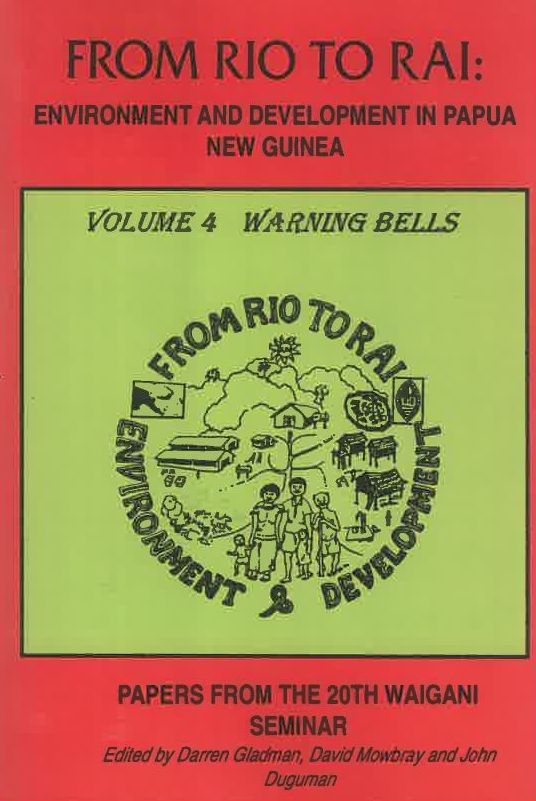 FROM RIO TO RAI:
ENVIRONMENT AND DEVELOPMENT IN PAPUA
NEW GUINEA
VOLUME 4 WARNING BELLS
FROM RIO TO RAI
ENVIRONMENT & DEVELOPMENT
PAPERS FROM THE 20TH WAIGANI
SEMINAR
Edited by Darren Gladman, David Mowbray and John
Duguman